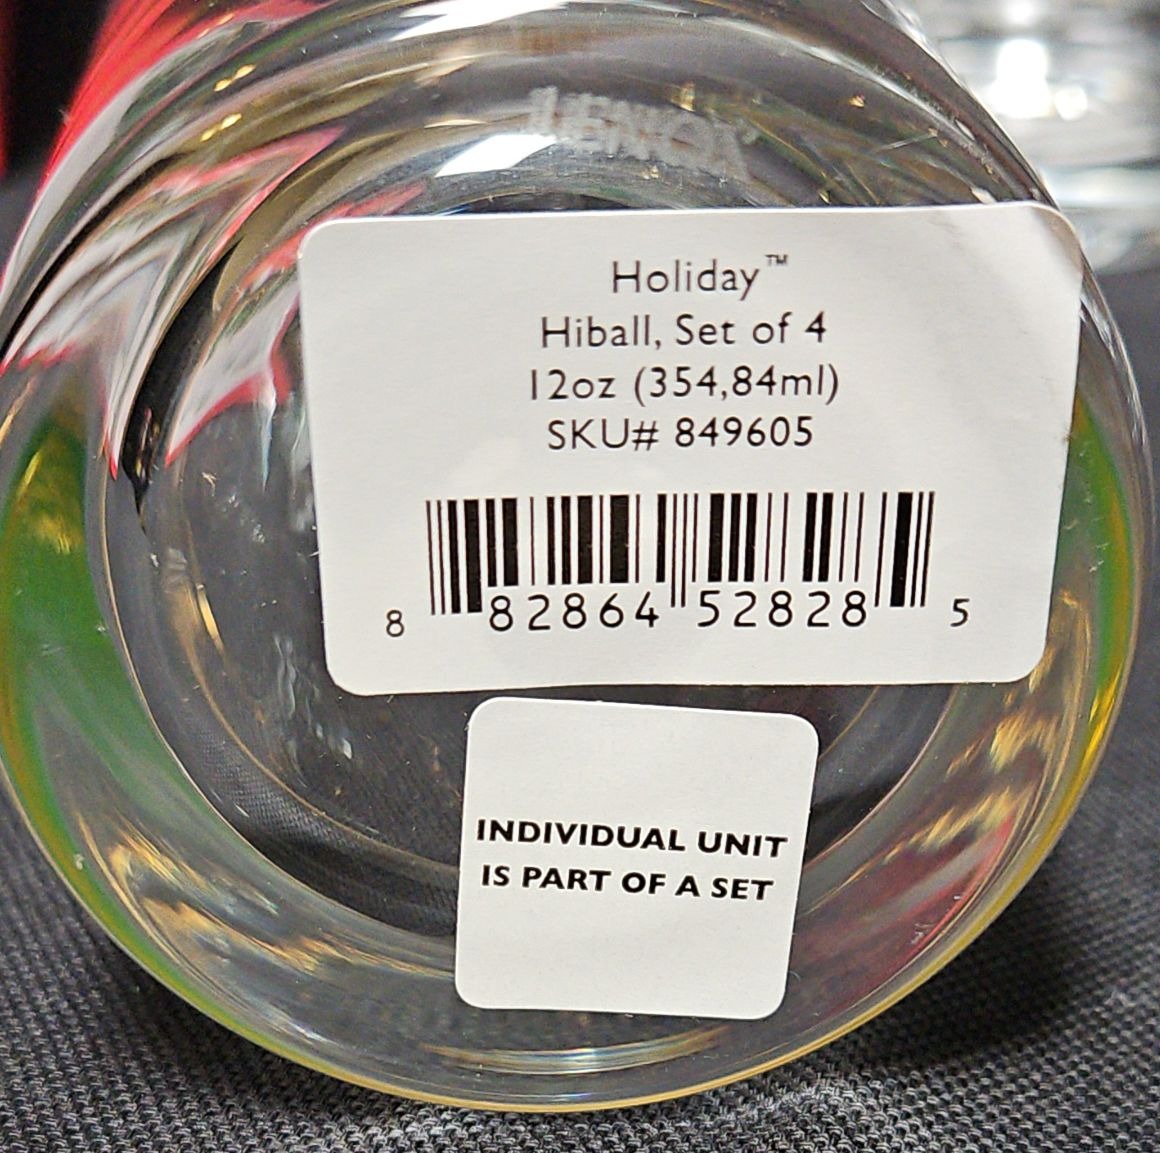 LENOX
Holiday™
Hiball, Set of 4
12oz (354,84ml)
SKU# 849605
8 82864 52828 5
INDIVIDUAL UNIT
IS PART OF A SET